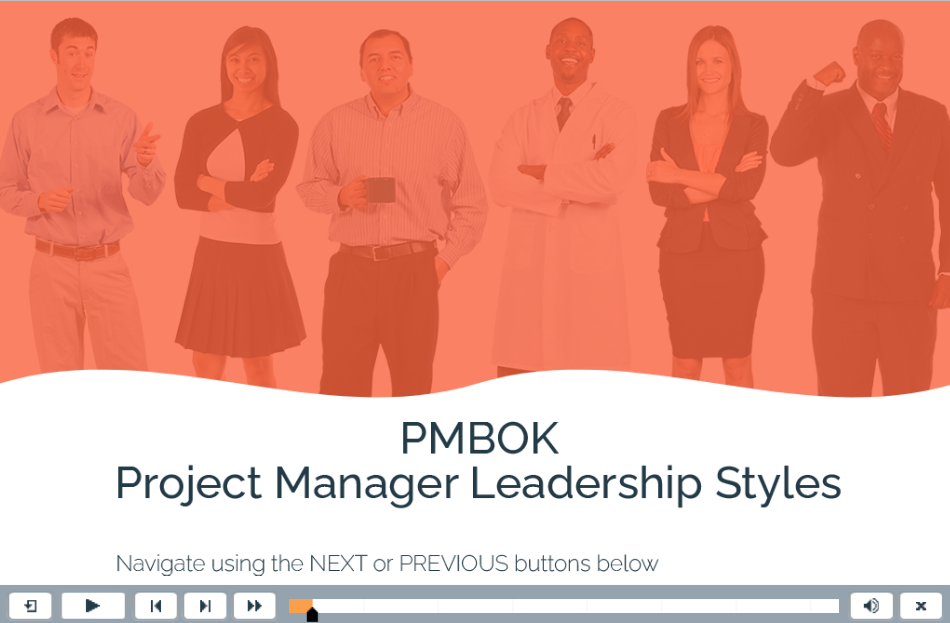 PMBOK
Project Manager Leadership Styles
Navigate using the NEXT or PREVIOUS buttons below